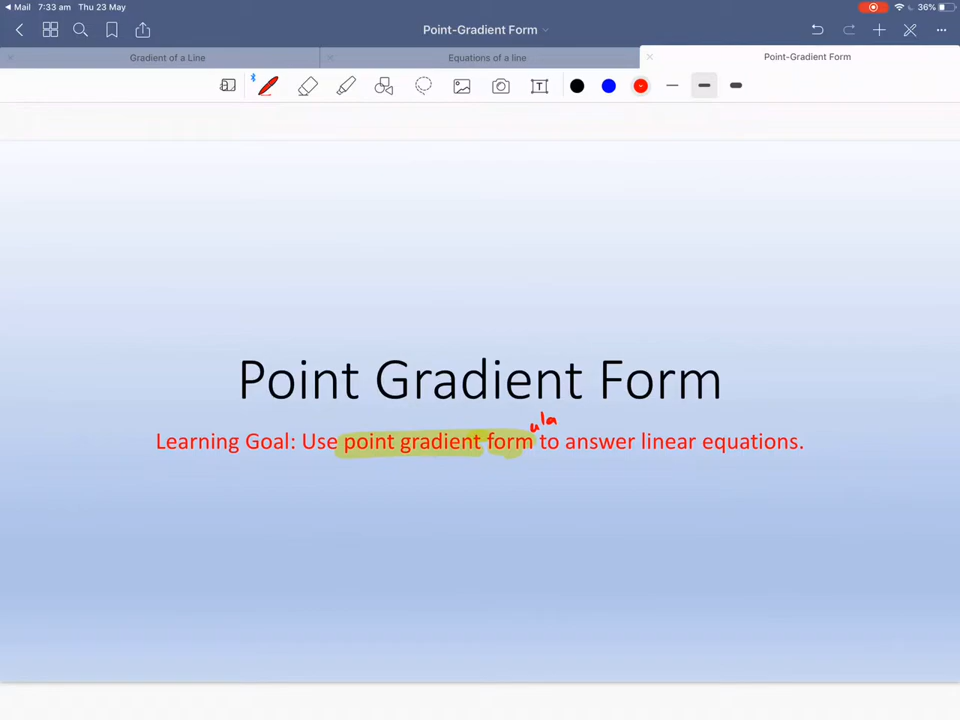 Mail 7:33 am Thu 23 May 36%
Point-Gradient Form
Gradient of a Line Equations of a line Point-Gradient Form
Point Gradient Form
ula
Learning Goal: Use point gradient form to answer linear equations.